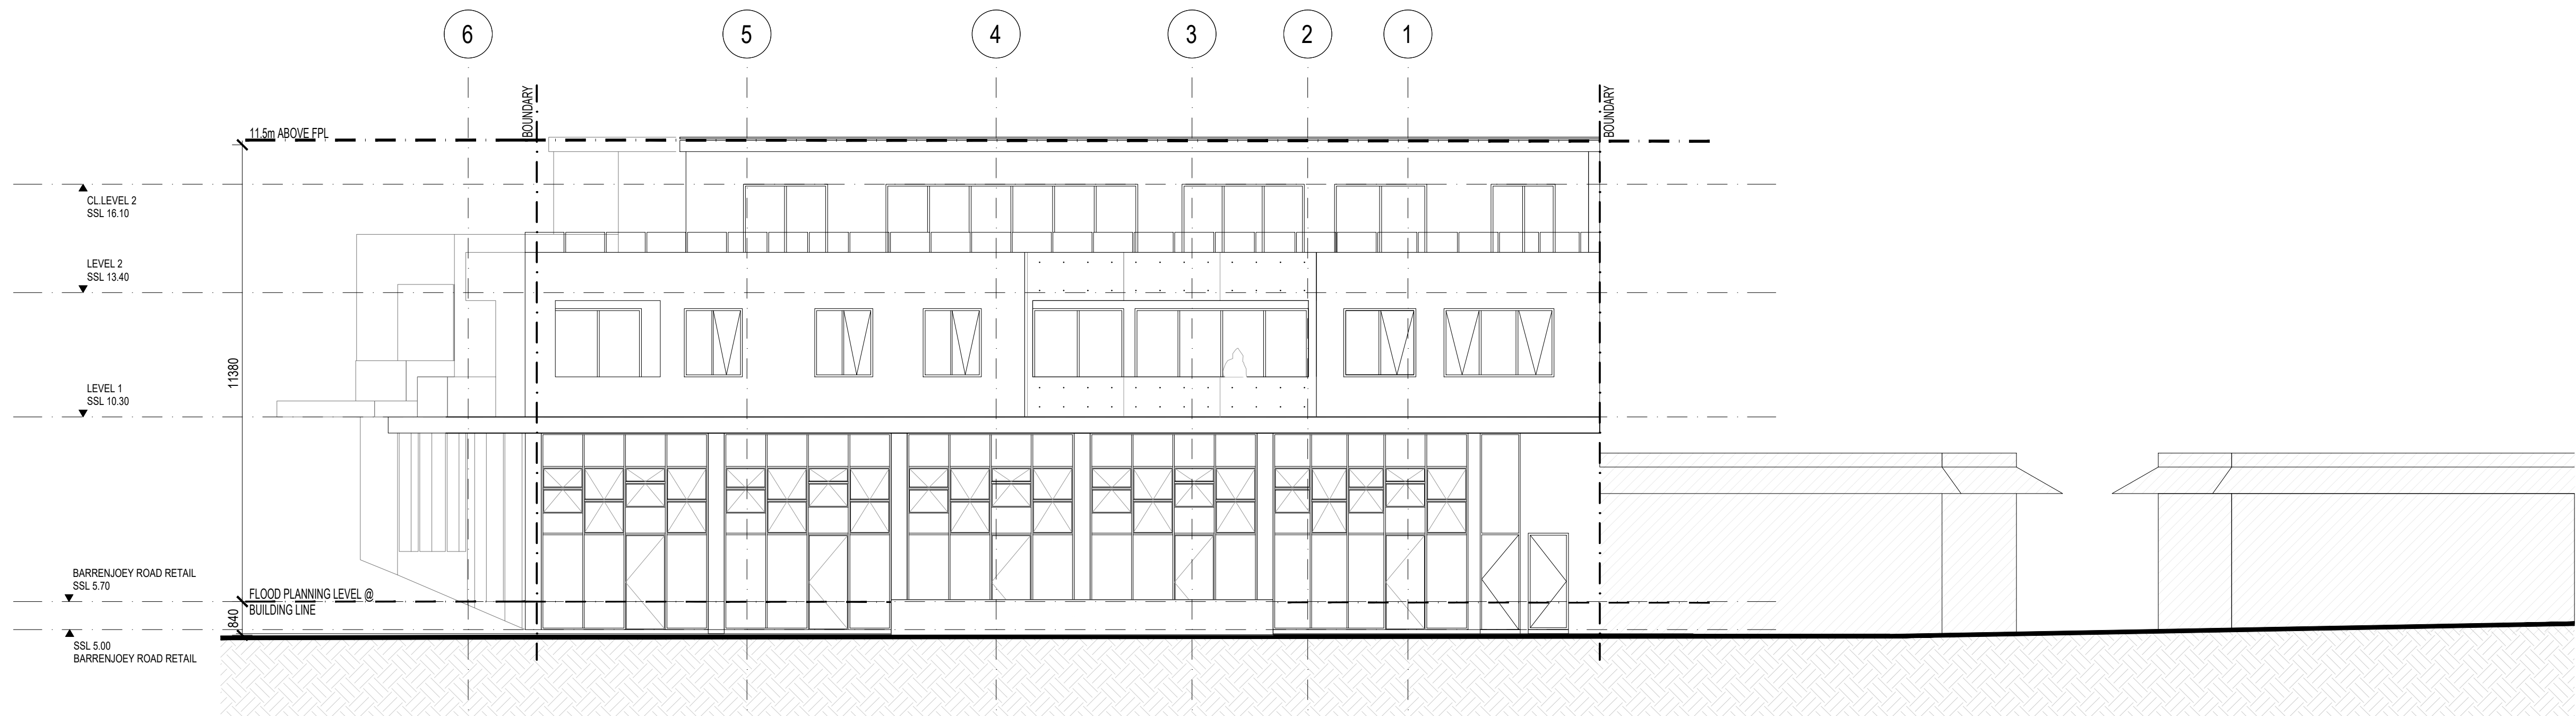 6
5
4
3
2
1
BOUNDARY
BOUNDARY
11.5m ABOVE FPL
CL.LEVEL 2
SSL 16.10
LEVEL 2
SSL 13.40
11380
LEVEL 1
SSL 10.30
BARRENJOEY ROAD RETAIL
SSL 5.70
FLOOD PLANNING LEVEL @
BUILDING LINE
840
SSL 5.00
BARRENJOEY ROAD RETAIL